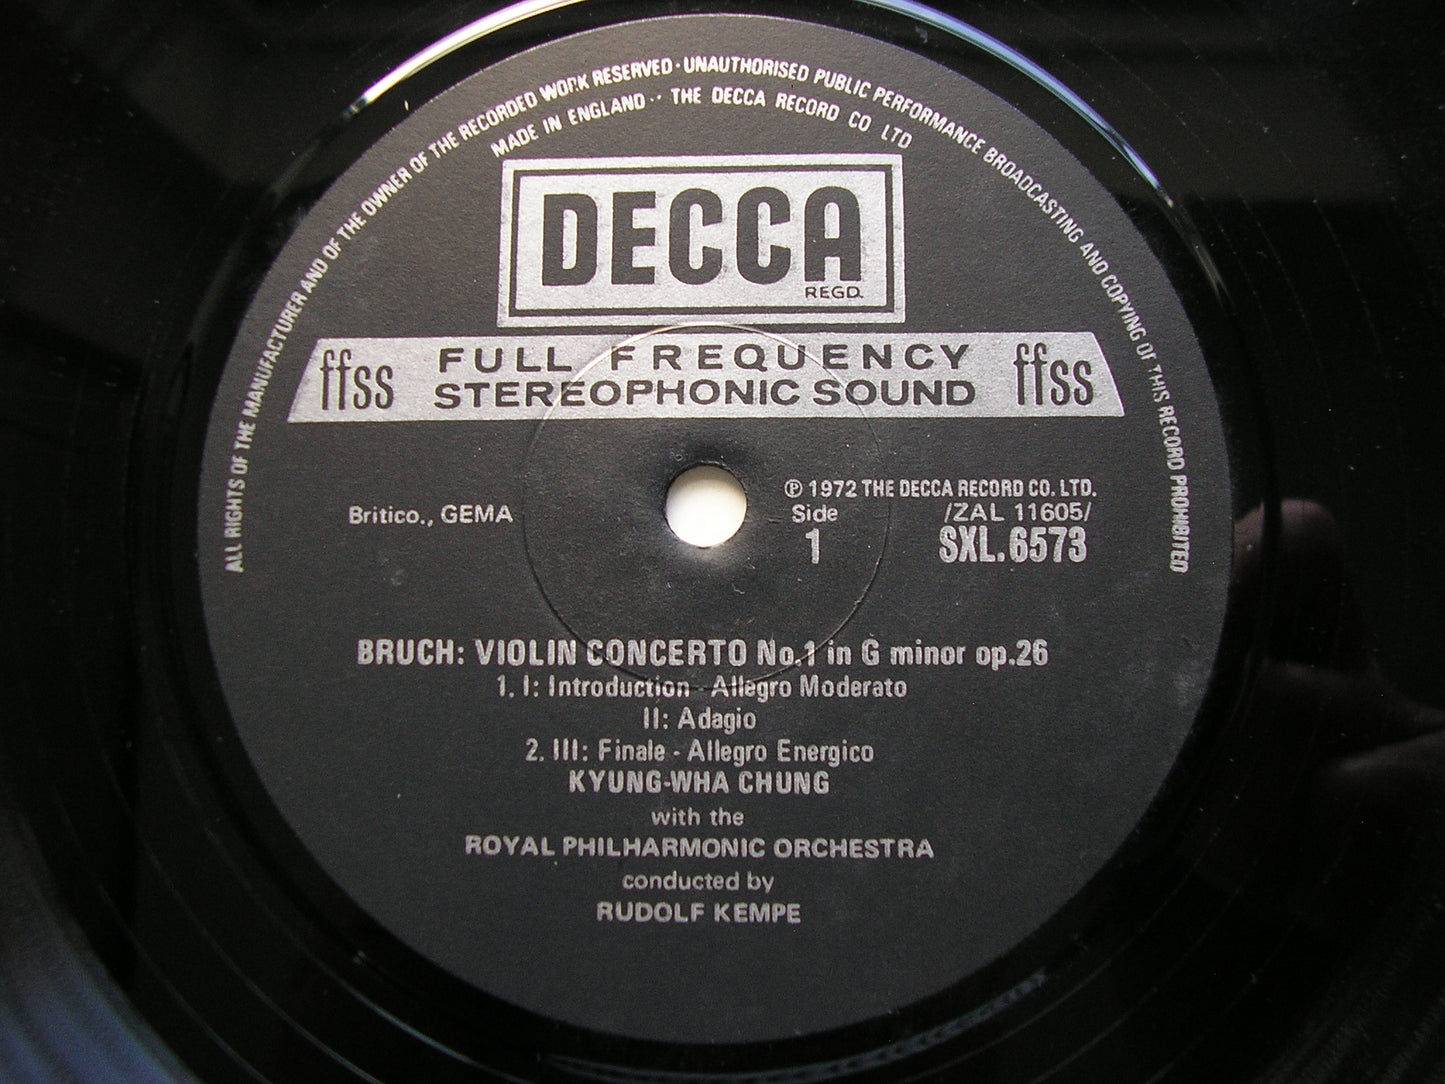 ALL RIGHTS OF THE MANUFACTURER AND OF THE OWNER OF THE RECORDED WORK RESERVED · UNAUTHORISED PUBLIC PERFORMANCE BROADCASTING AND COPYING OF THIS RECORD PROHIBITED
MADE IN ENGLAND · · THE DECCA RECORD CO LTD
DECCA
REGD.
ffss FULL FREQUENCY STEREOPHONIC SOUND ffss
℗ 1972 THE DECCA RECORD CO. LTD.
Britico., GEMA
Side /ZAL 11605/
1 SXL.6573
BRUCH: VIOLIN CONCERTO No.1 in G minor op.26
1. I: Introduction - Allegro Moderato
II: Adagio
2. III: Finale - Allegro Energico
KYUNG-WHA CHUNG
with the
ROYAL PHILHARMONIC ORCHESTRA
conducted by
RUDOLF KEMPE